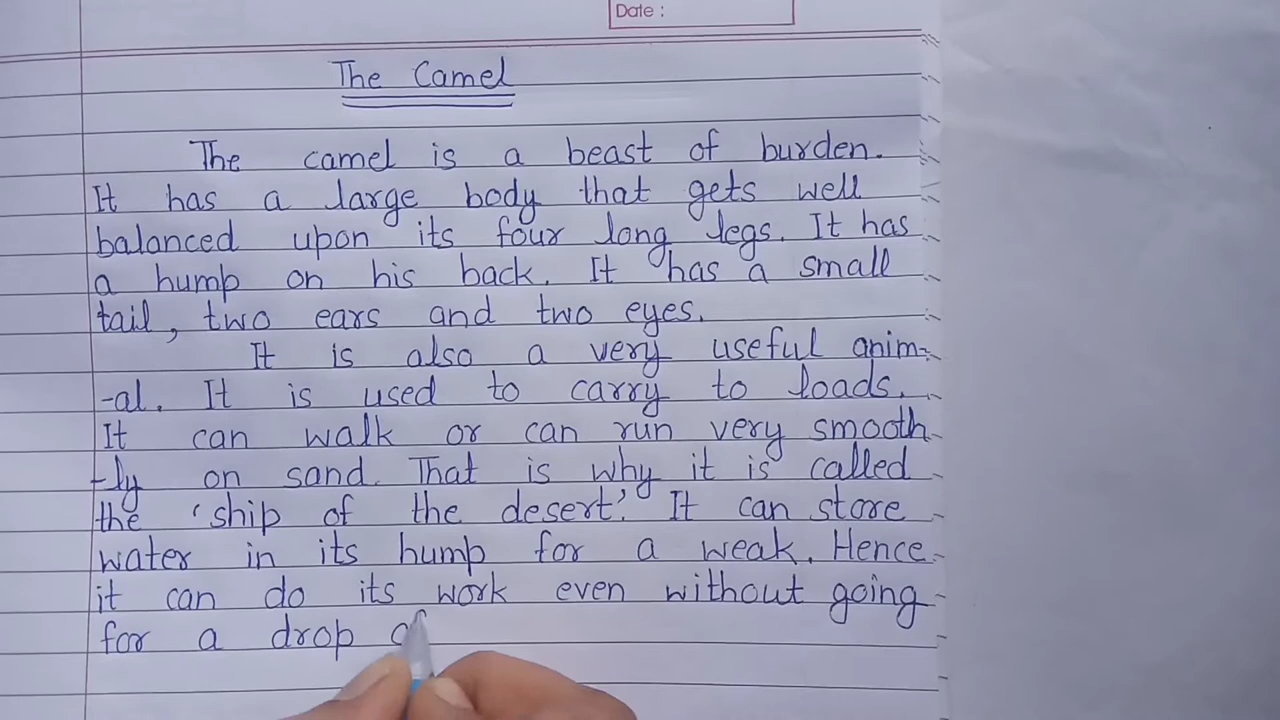 Date :
The Camel
The camel is a beast of burden.
It has a large body that gets well
balanced upon its four long legs. It has
a hump on his back. It has a small
tail, two ears and two eyes.
It is also a very useful anim-
-al. It is used to carry to loads.
It can walk or can run very smooth
-ly on sand. That is why it is called
the 'ship of the desert'. It can store
water in its hump for a weak. Hence
it can do its work even without going
for a drop of